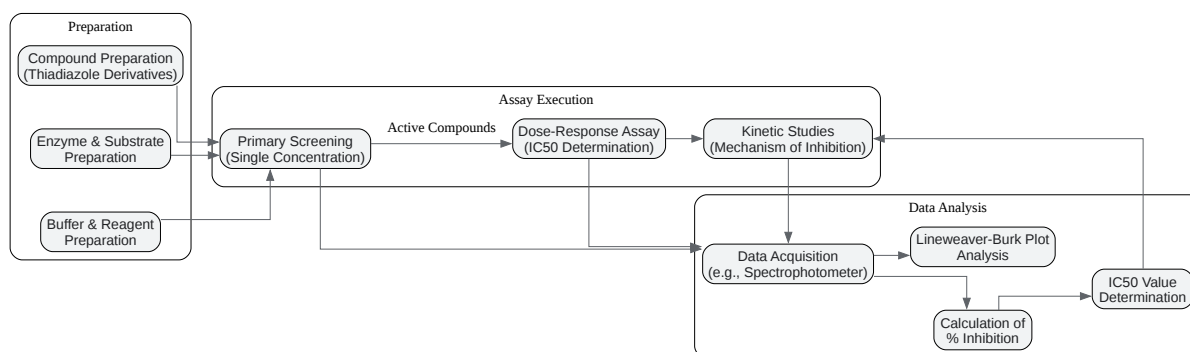 Preparation
Compound Preparation
(Thiadiazole Derivatives)
Enzyme & Substrate
Preparation
Buffer & Reagent
Preparation
Assay Execution
Primary Screening
(Single Concentration)
Active Compounds
Dose-Response Assay
(IC50 Determination)
Kinetic Studies
(Mechanism of Inhibition)
Data Analysis
Data Acquisition
(e.g., Spectrophotometer)
Lineweaver-Burk Plot
Analysis
Calculation of
% Inhibition
IC50 Value
Determination